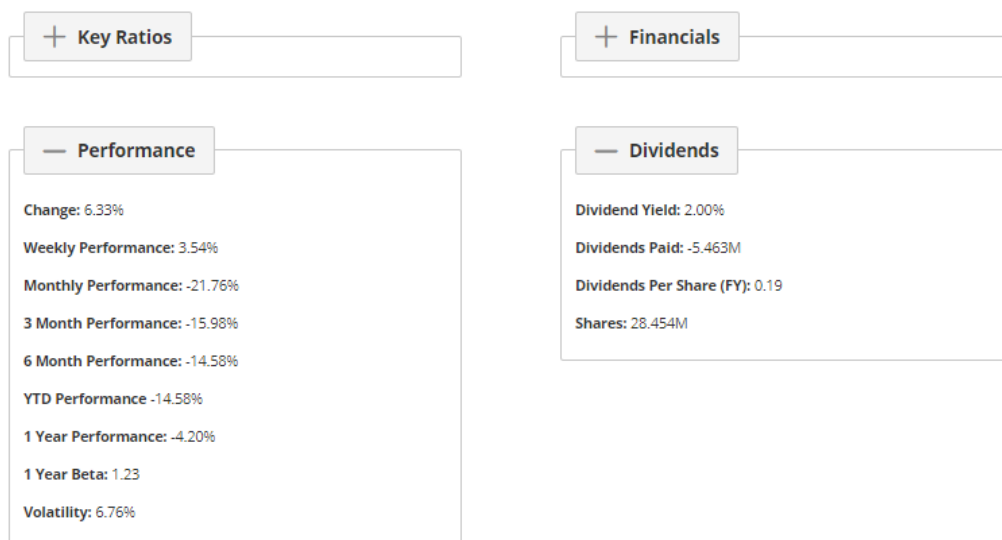 Key Ratios
Financials
Performance
Change: 6.33%
Weekly Performance: 3.54%
Monthly Performance: -21.76%
3 Month Performance: -15.98%
6 Month Performance: -14.58%
YTD Performance -14.58%
1 Year Performance: -4.20%
1 Year Beta: 1.23
Volatility: 6.76%
Dividends
Dividend Yield: 2.00%
Dividends Paid: -5.463M
Dividends Per Share (FY): 0.19
Shares: 28.454M